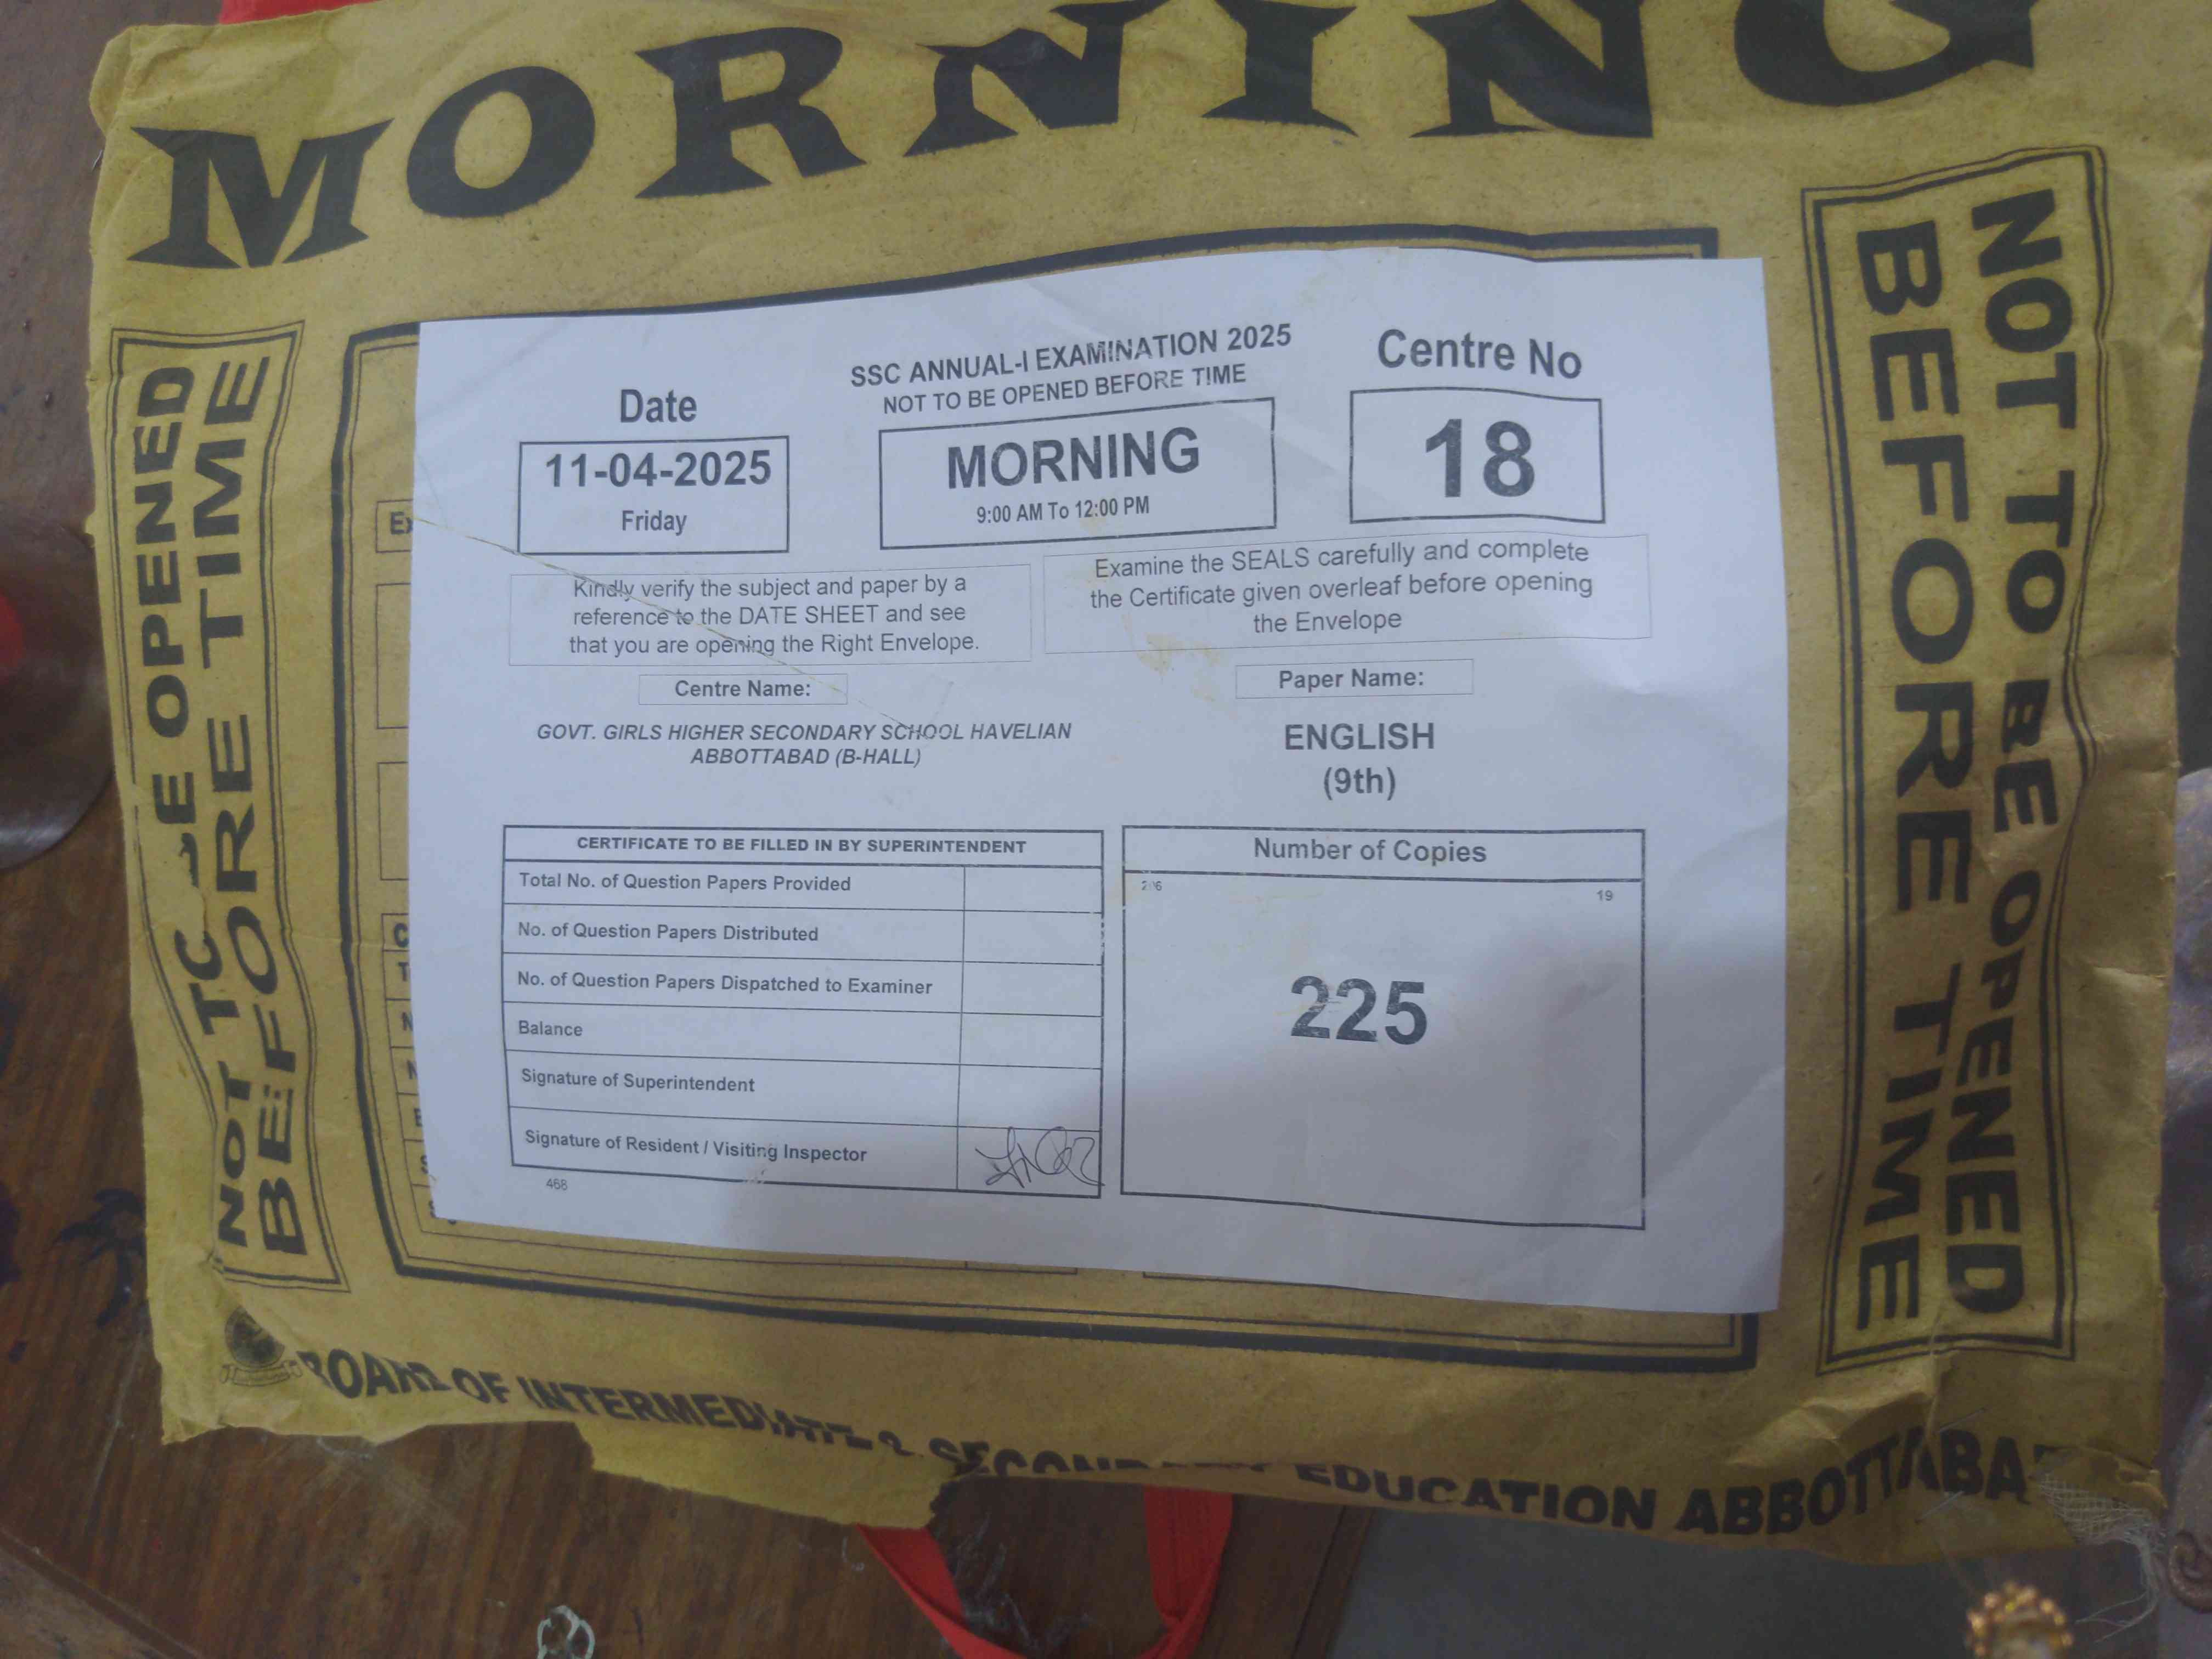 MORNING
NOT TO BE OPENED
BEFORE TIME
SSC ANNUAL-I EXAMINATION 2025
NOT TO BE OPENED BEFORE TIME
Date
11-04-2025
Friday
MORNING
9:00 AM To 12:00 PM
Centre No
18
Kindly verify the subject and paper by a
reference to the DATE SHEET and see
that you are opening the Right Envelope.
Examine the SEALS carefully and complete
the Certificate given overleaf before opening
the Envelope
Centre Name:
GOVT. GIRLS HIGHER SECONDARY SCHOOL HAVELIAN
ABBOTTABAD (B-HALL)
Paper Name:
ENGLISH
(9th)
CERTIFICATE TO BE FILLED IN BY SUPERINTENDENT
Total No. of Question Papers Provided
No. of Question Papers Distributed
No. of Question Papers Dispatched to Examiner
Balance
Signature of Superintendent
Signature of Resident / Visiting Inspector
468
Number of Copies
19
225
NOT TO BE OPENED
BEFORE TIME
BOARD OF INTERMEDIATE & SECONDARY EDUCATION ABBOTTABA